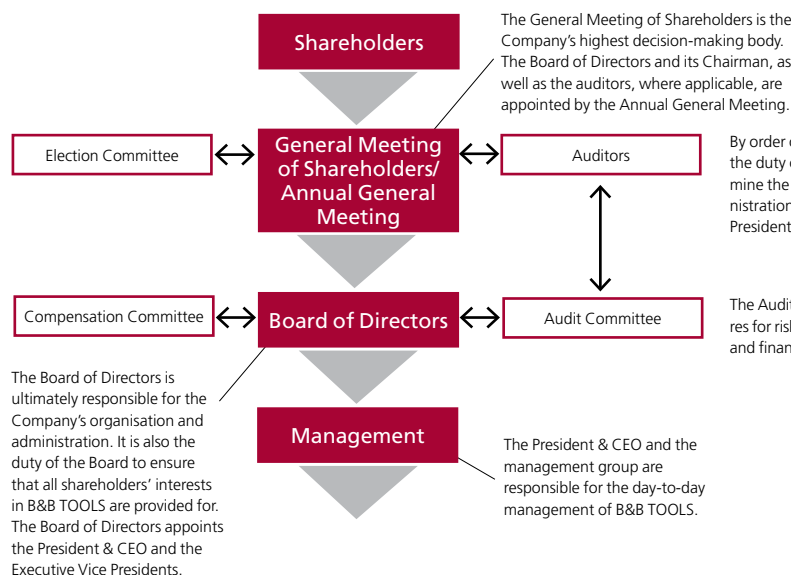 Shareholders
The General Meeting of Shareholders is the
Company’s highest decision-making body.
The Board of Directors and its Chairman, as
well as the auditors, where applicable, are
appointed by the Annual General Meeting.
Election Committee
General Meeting
of Shareholders/
Annual General
Meeting
Auditors
By order
the duty
mine the
nistration
President
Compensation Committee
Board of Directors
Audit Committee
The Audit
res for
and
The Board of Directors is
ultimately responsible for the
Company’s organisation and
administration. It is also the
duty of the Board to ensure
that all shareholders’ interests
in B&B TOOLS are provided for.
The Board of Directors appoints
the President & CEO and the
Executive Vice Presidents.
Management
The President & CEO and the
management group are
responsible for the day-to-day
management of B&B TOOLS.